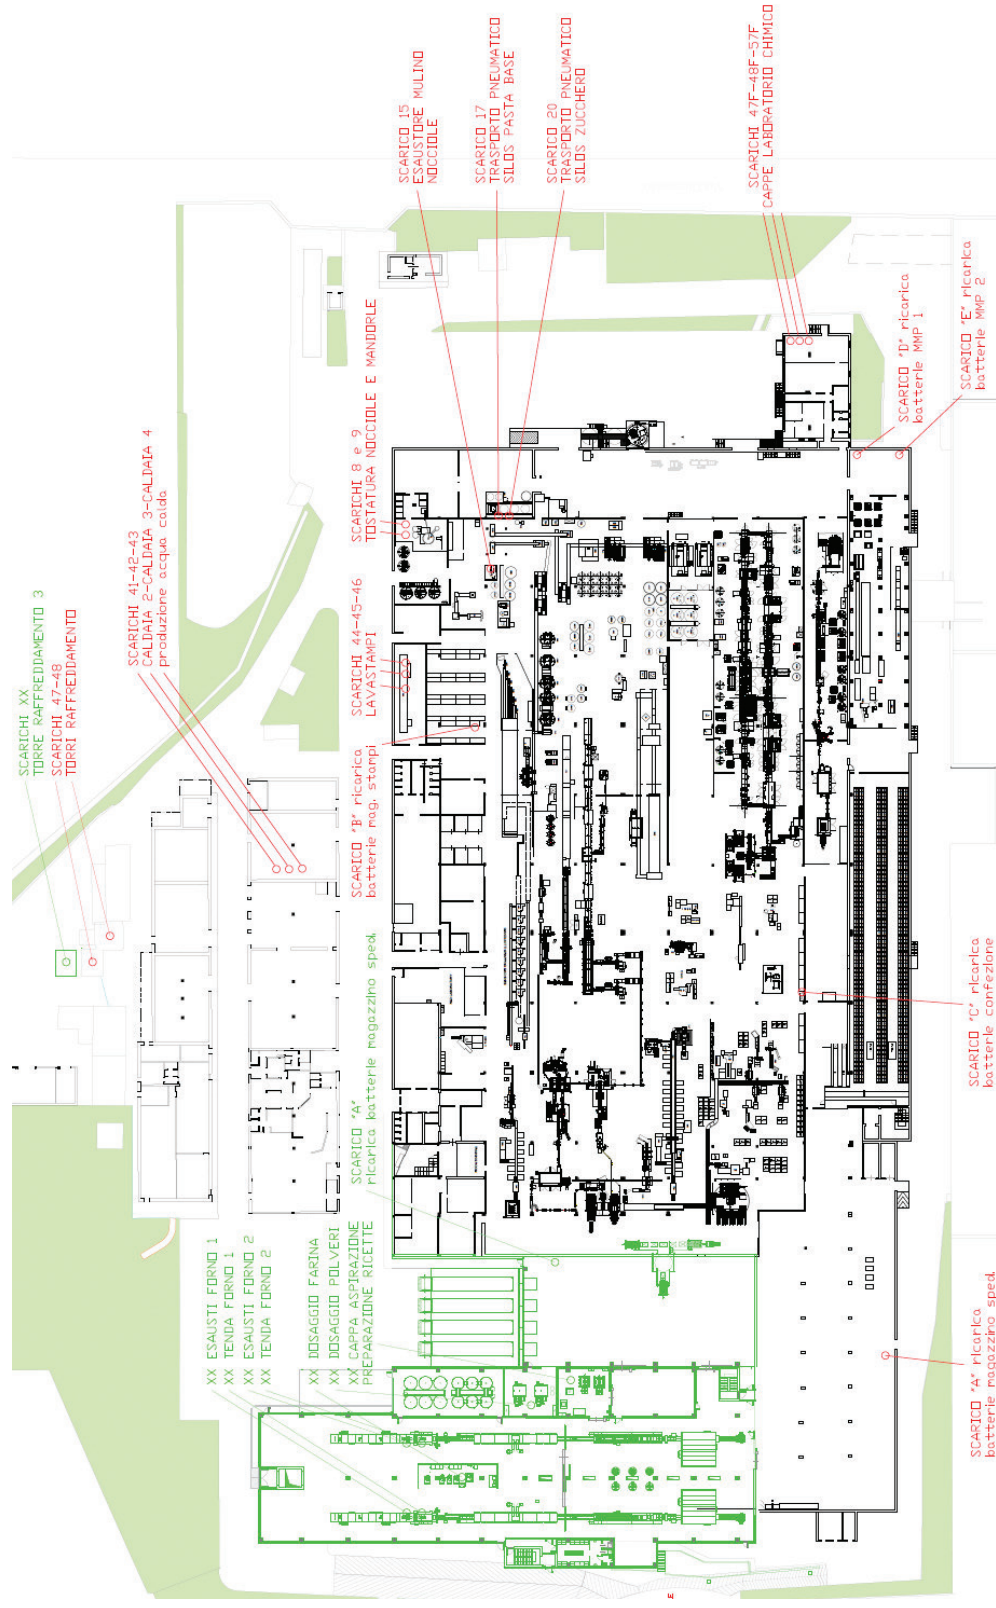 SCARICHI XX
TORRE RAFFREDDAMENTO 3
SCARICHI 47-48
TORRI RAFFREDDAMENTO
SCARICHI 41-42-43
CALDAIA 2-CALDAIA 3-CALDAIA 4
produzione acqua calda
SCARICHI 8 e 9
TOSTATURA NOCCIOLE E MANDORLE
SCARICHI 44-45-46
LAVASTAMPI
SCARICO "B" ricarica
batterie mag. stampi
SCARICO 15
ESAUSTORE MULINO
NOCCIOLE
SCARICO 17
TRASPORTO PNEUMATICO
SILOS PASTA BASE
SCARICO 20
TRASPORTO PNEUMATICO
SILOS ZUCCHERO
SCARICHI 47F-48F-57F
CAPPE LABORATORIO CHIMICO
SCARICO "D" ricarica
batterie MMP 1
SCARICO "E" ricarica
batterie MMP 2
SCARICO "C" ricarica
batterie confezione
SCARICO "A"
ricarica batterie magazzino sped.
XX ESAUSTI FORNO 1
XX TENDA FORNO 1
XX ESAUSTI FORNO 2
XX TENDA FORNO 2
XX DOSAGGIO FARINA
XX DOSAGGIO POLVERI
XX CAPPA ASPIRAZIONE
PREPARAZIONE RICETTE
SCARICO "A" ricarica
batterie magazzino sped.
E